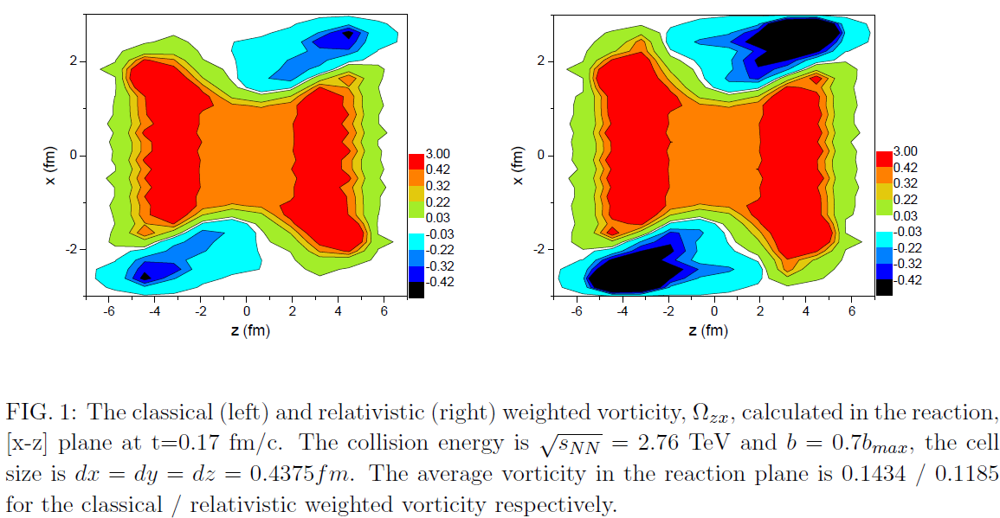 2
0
-2
x (fm)
-6 -4 -2 0 2 4 6
z (fm)
3.00
0.42
0.32
0.22
0.03
-0.03
-0.22
-0.32
-0.42
2
0
-2
x (fm)
-6 -4 -2 0 2 4 6
z (fm)
3.00
0.42
0.32
0.22
0.03
-0.03
-0.22
-0.32
-0.42
FIG. 1: The classical (left) and relativistic (right) weighted vorticity, Ω_{zx}, calculated in the reaction,
[x-z] plane at t=0.17 fm/c. The collision energy is √s_{NN} = 2.76 TeV and b = 0.7b_{max}, the cell
size is dx = dy = dz = 0.4375fm. The average vorticity in the reaction plane is 0.1434 / 0.1185
for the classical / relativistic weighted vorticity respectively.